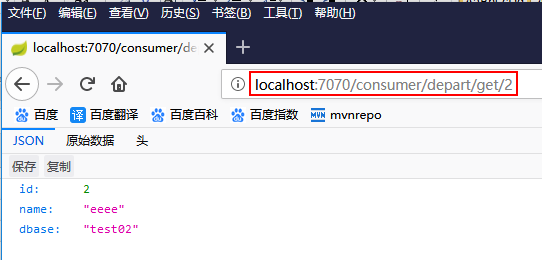 文件(F) 编辑(E) 查看(V) 历史(S) 书签(B) 工具(T) 帮助(H)
localhost:7070/consumer/de
localhost:7070/consumer/depart/get/2
百度 译 百度翻译 百度百科 百度指数 MVN mvnrepo
JSON 原始数据 头
保存 复制
id: 2
name: "eeee"
dbase: "test02"